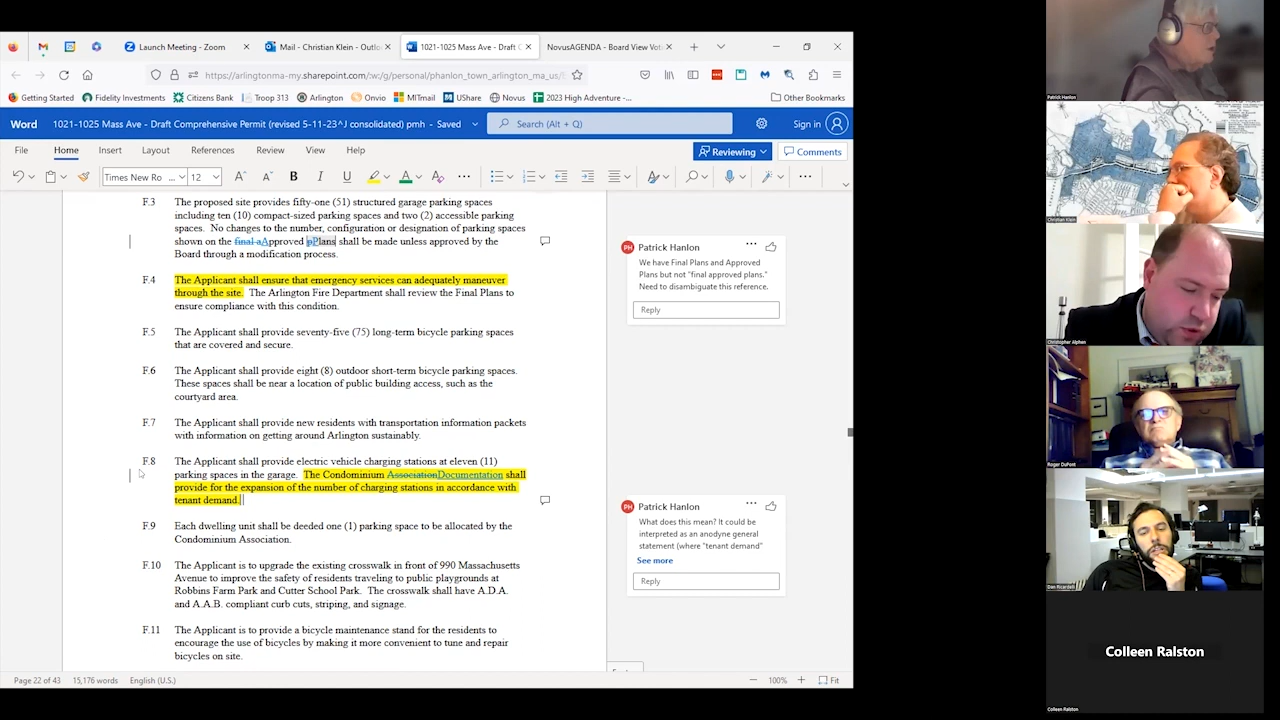 Launch Meeting - Zoom
Mail - Christian Klein - Outlo
1021-1025 Mass Ave - Draft C
NovusAGENDA - Board View Vot
https://arlingtonma-my.sharepoint.com/:w:/g/personal/phanlon_town_arlington_ma_us/
Getting Started
Fidelity Investments
Citizens Bank
Troop 313
Arlington
Onvio
MITmail
UShare
Novus
2023 High Adventure -...
Other Bookmarks
Word
1021-1025 Mass Ave - Draft Comprehensive Permit (revised 5-11-23^J consolidated) pmh - Saved
Search (Alt + Q)
sign in
File
Home
Insert
Layout
References
Review
View
Help
Reviewing
Comments
Times New Ro ...
12
F.3 The proposed site provides fifty-one (51) structured garage parking spaces
including ten (10) compact-sized parking spaces and two (2) accessible parking
spaces. No changes to the number, configuration or designation of parking spaces
shown on the final aApproved pPlans shall be made unless approved by the
Board through a modification process.
F.4 The Applicant shall ensure that emergency services can adequately maneuver
through the site. The Arlington Fire Department shall review the Final Plans to
ensure compliance with this condition.
F.5 The Applicant shall provide seventy-five (75) long-term bicycle parking spaces
that are covered and secure.
F.6 The Applicant shall provide eight (8) outdoor short-term bicycle parking spaces.
These spaces shall be near a location of public building access, such as the
courtyard area.
F.7 The Applicant shall provide new residents with transportation information packets
with information on getting around Arlington sustainably.
F.8 The Applicant shall provide electric vehicle charging stations at eleven (11)
parking spaces in the garage. The Condominium AssociationDocumentation shall
provide for the expansion of the number of charging stations in accordance with
tenant demand.
F.9 Each dwelling unit shall be deeded one (1) parking space to be allocated by the
Condominium Association.
F.10 The Applicant is to upgrade the existing crosswalk in front of 990 Massachusetts
Avenue to improve the safety of residents traveling to public playgrounds at
Robbins Farm Park and Cutter School Park. The crosswalk shall have A.D.A.
and A.A.B. compliant curb cuts, striping, and signage.
F.11 The Applicant is to provide a bicycle maintenance stand for the residents to
encourage the use of bicycles by making it more convenient to tune and repair
bicycles on site.
PH Patrick Hanlon
We have Final Plans and Approved
Plans but not "final approved plans."
Need to disambiguate this reference.
Reply
PH Patrick Hanlon
What does this mean? It could be
interpreted as an anodyne general
statement (where "tenant demand"
See more
Reply
Page 22 of 43
15,176 words
English (U.S.)
100%
Fit
Patrick Hanlon
Christian Klein
Christopher Alphen
Roger DuPont
Dan Ricardelli
Colleen Ralston
Colleen Ralston